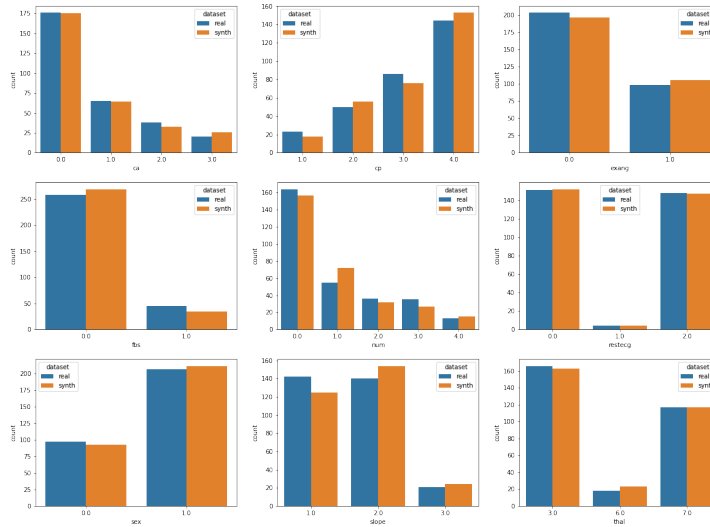 dataset
real
synth
count
175
150
125
100
75
50
25
0
0.0 1.0 2.0 3.0
ca
dataset
real
synth
count
160
140
120
100
80
60
40
20
0
1.0 2.0 3.0 4.0
cp
dataset
real
synth
count
200
175
150
125
100
75
50
25
0
0.0 1.0
exang
dataset
real
synth
count
250
200
150
100
50
0
0.0 1.0
fbs
dataset
real
synth
count
160
140
120
100
80
60
40
20
0
0.0 1.0 2.0 3.0 4.0
num
dataset
real
synth
count
140
120
100
80
60
40
20
0
0.0 1.0 2.0
restecg
dataset
real
synth
count
200
175
150
125
100
75
50
25
0
0.0 1.0
sex
dataset
real
synth
count
160
140
120
100
80
60
40
20
0
1.0 2.0 3.0
slope
dataset
real
synth
count
160
140
120
100
80
60
40
20
0
3.0 6.0 7.0
thal